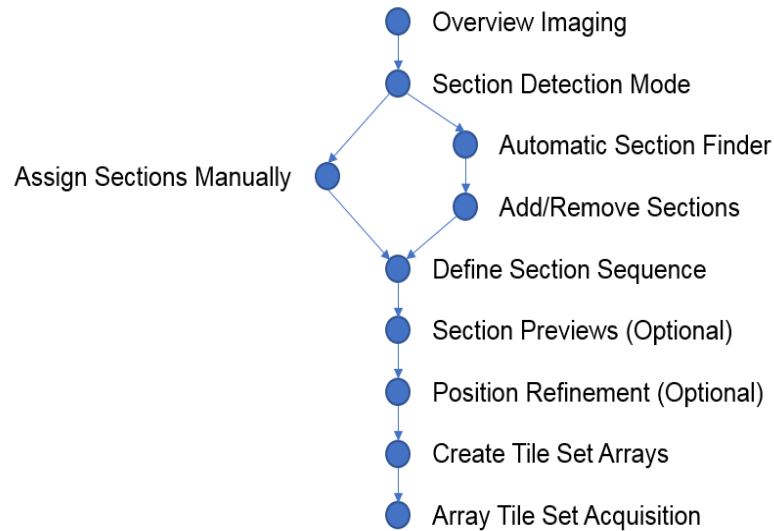 Overview Imaging
Section Detection Mode
Automatic Section Finder
Assign Sections Manually
Add/Remove Sections
Define Section Sequence
Section Previews (Optional)
Position Refinement (Optional)
Create Tile Set Arrays
Array Tile Set Acquisition